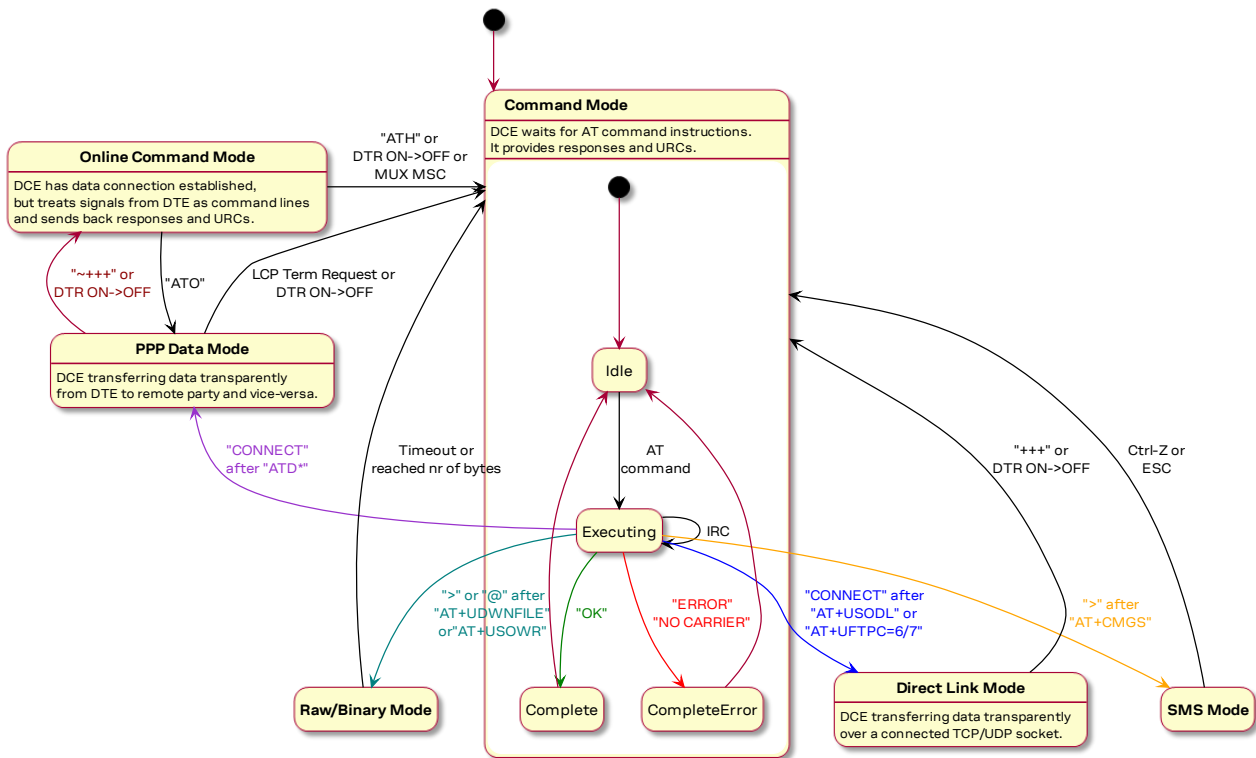 Command Mode
DCE waits for AT command instructions.
It provides responses and URCs.
"ATH" or
DTR ON->OFF or
MUX MSC
Online Command Mode
DCE has data connection established,
but treats signals from DTE as command lines
and sends back responses and URCs.
"~+++" or
DTR ON->OFF
"ATO"
LCP Term Request or
DTR ON->OFF
PPP Data Mode
DCE transferring data transparently
from DTE to remote party and vice-versa.
Idle
"CONNECT"
after "ATD*"
Timeout or
reached nr of bytes
AT
command
"+++" or
DTR ON->OFF
Ctrl-Z or
ESC
Executing
IRC
">" or "@" after
"AT+UDWNFILE"
or"AT+USOWR"
"OK"
"ERROR"
"NO CARRIER"
"CONNECT" after
"AT+USODL" or
"AT+UFTPC=6/7"
">" after
"AT+CMGS"
Raw/Binary Mode
Complete
CompleteError
Direct Link Mode
DCE transferring data transparently
over a connected TCP/UDP socket.
SMS Mode